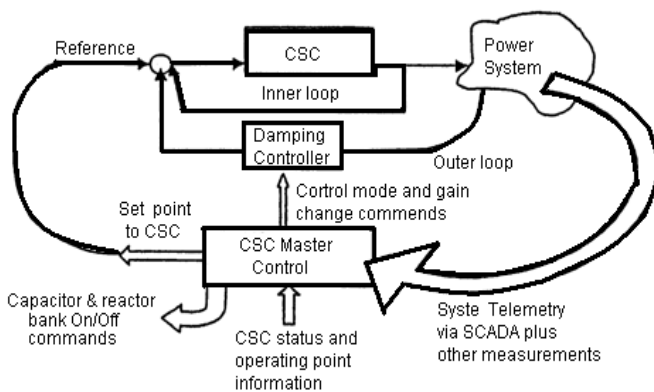 Reference
CSC
Power
System
Inner loop
Damping
Controller
Outer loop
Cortrol mode and gain
change commends
Set point
to CSC
CSC Master
Control
Capacitor & reactor
bank On/Off
commands
CSC status and
operating point
information
Syste Telemetry
via SCADA plus
other measurements